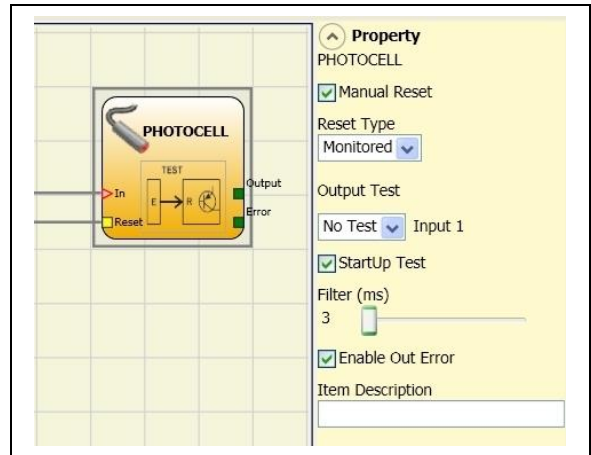 PHOTOCELL
TEST
In
Output
E
R
Reset
Error
Property
PHOTOCELL
Manual Reset
Reset Type
Monitored
Output Test
No Test Input 1
StartUp Test
Filter (ms)
3
Enable Out Error
Item Description